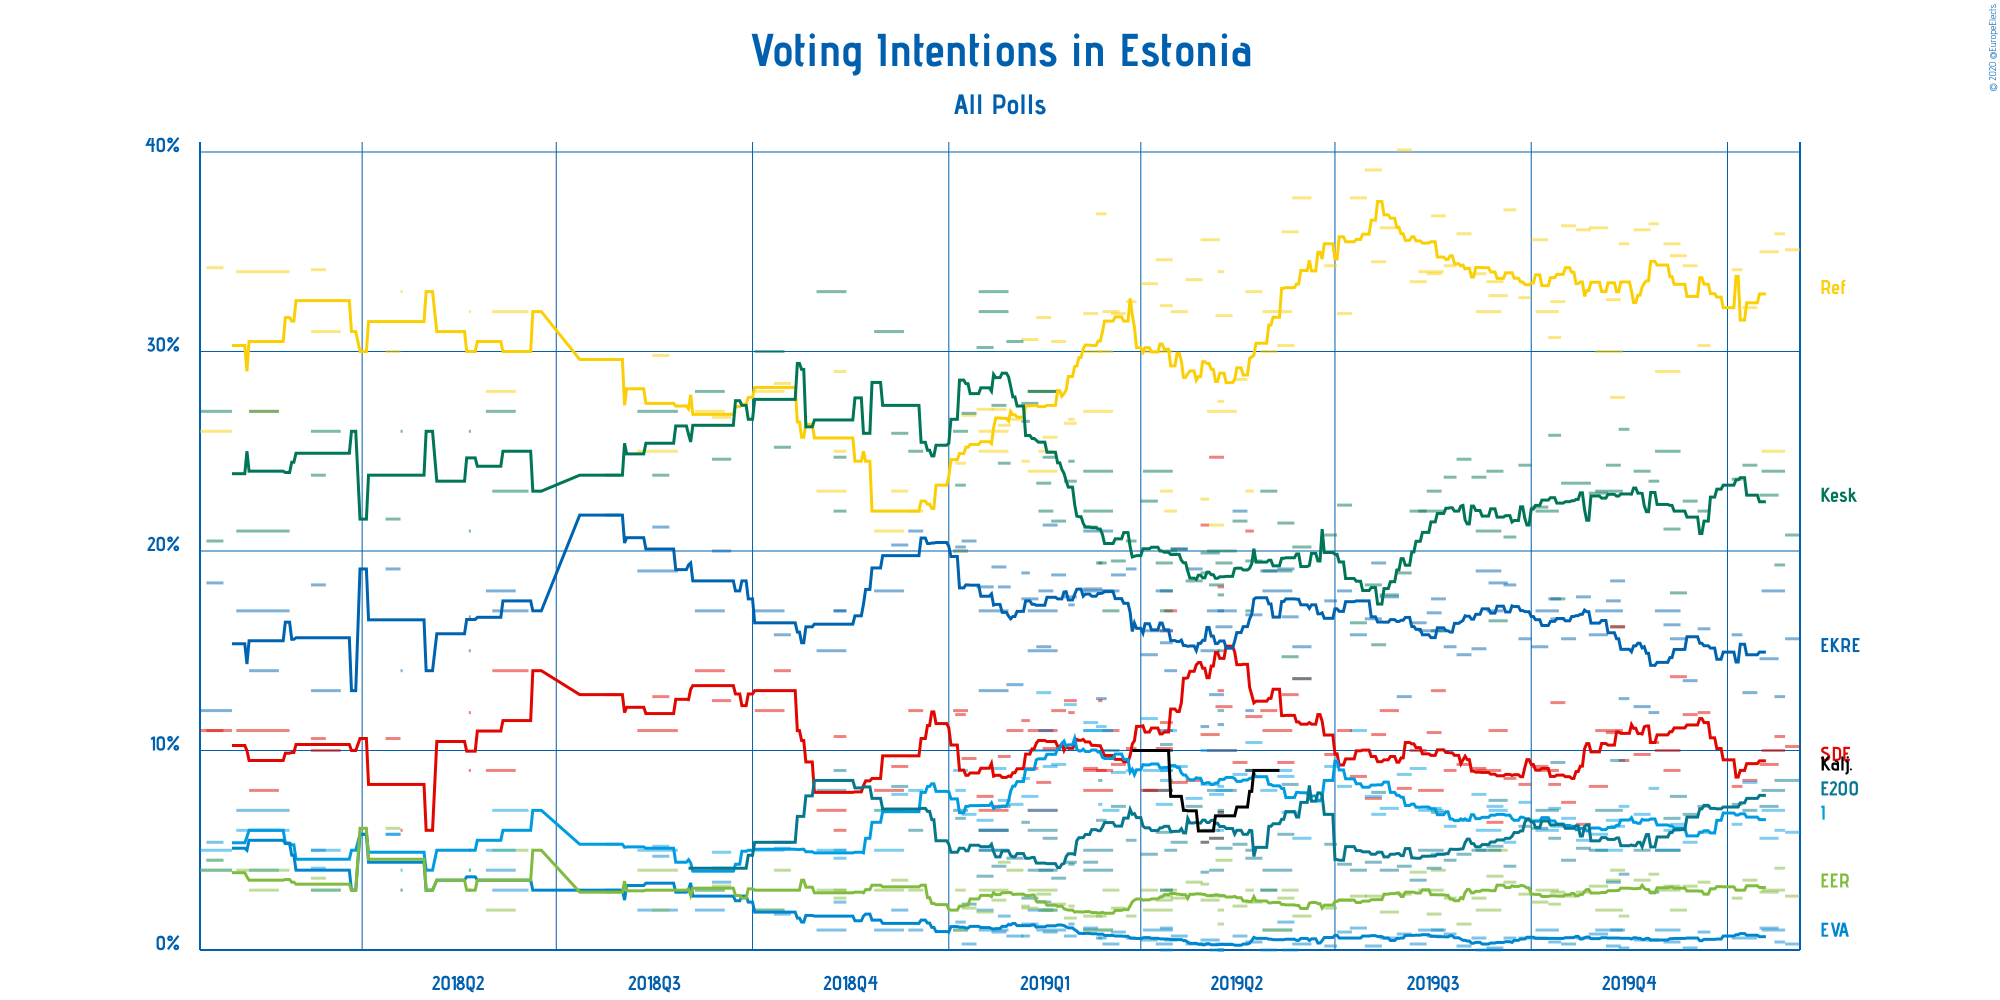 Voting Intentions in Estonia
All Polls
© 2020 @EuropeElects
40%
30%
20%
10%
0%
Ref
Kesk
EKRE
SDE
Kalj.
E200
I
EER
EVA
2018Q2
2018Q3
2018Q4
2019Q1
2019Q2
2019Q3
2019Q4